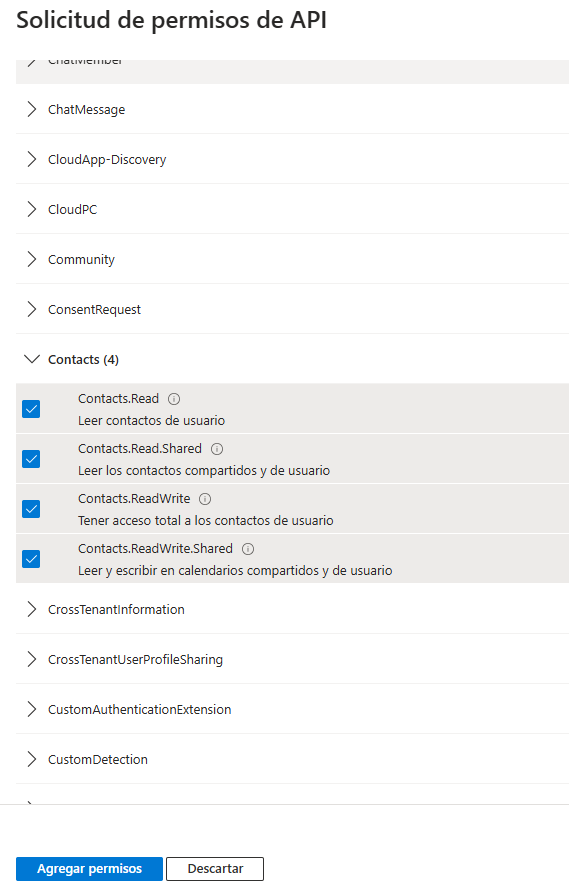 Solicitud de permisos de API
ChatMember
ChatMessage
CloudApp-Discovery
CloudPC
Community
ConsentRequest
Contacts (4)
Contacts.Read
Leer contactos de usuario
Contacts.Read.Shared
Leer los contactos compartidos y de usuario
Contacts.ReadWrite
Tener acceso total a los contactos de usuario
Contacts.ReadWrite.Shared
Leer y escribir en calendarios compartidos y de usuario
CrossTenantInformation
CrossTenantUserProfileSharing
CustomAuthenticationExtension
CustomDetection
Agregar permisos
Descartar